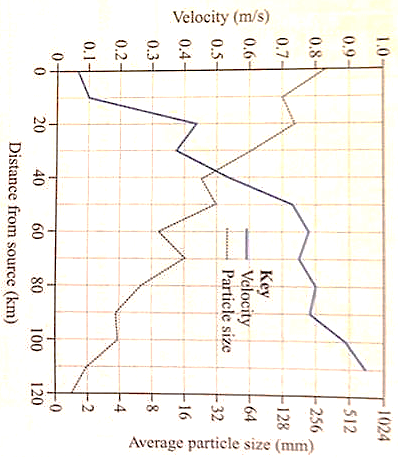 Velocity (m/s)
0 0.1 0.2 0.3 0.4 0.5 0.6 0.7 0.8 0.9 1.0
0
20
40
60
80
100
120
Distance from source (km)
Key
Velocity
Particle size
0 2 4 8 16 32 64 128 256 512 1024
Average particle size (mm)